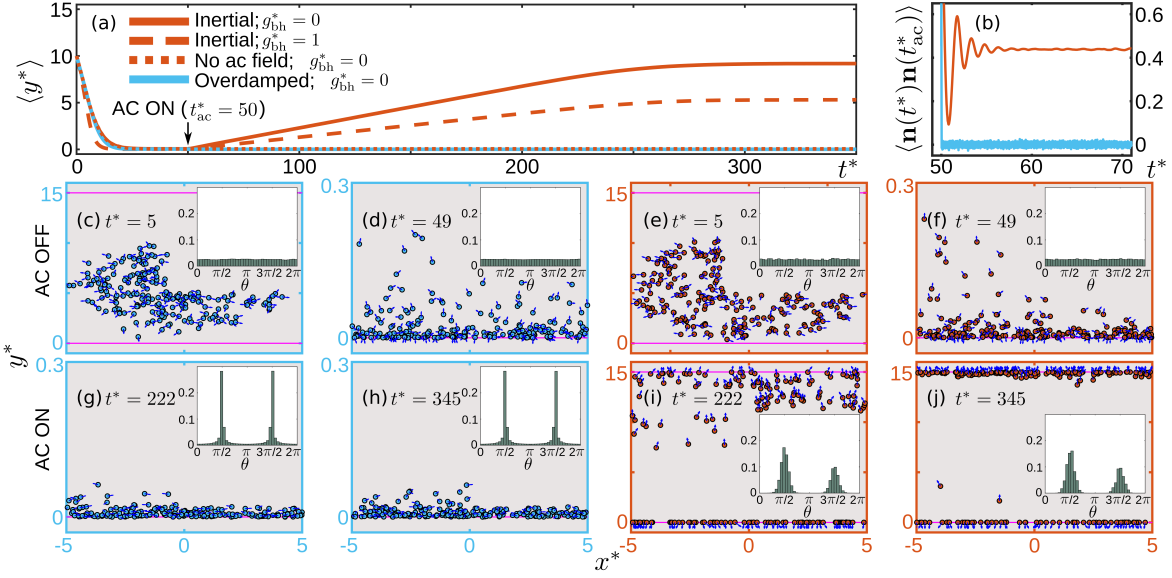 (a)
⟨y*⟩
15
10
5
0
Inertial; g*bh = 0
Inertial; g*bh = 1
No ac field; g*bh = 0
Overdamped; g*bh = 0
AC ON (t*ac = 50)
0 100 200 300 t*
(b)
⟨n(t*)n(t*ac)⟩
0.6
0.4
0.2
0
50 60 70 t*
y*
AC OFF
15
0
(c) t* = 5
0.2
0.1
0
0 π/2 π 3π/2 2π
θ
0.3
0
(d) t* = 49
0.2
0.1
0
0 π/2 π 3π/2 2π
θ
15
0
(e) t* = 5
0.2
0.1
0
0 π/2 π 3π/2 2π
θ
0.3
0
(f) t* = 49
0.2
0.1
0
0 π/2 π 3π/2 2π
θ
AC ON
0.3
0
(g) t* = 222
0.2
0.1
0
0 π/2 π 3π/2 2π
θ
-5 0 5
0.3
0
(h) t* = 345
0.2
0.1
0
0 π/2 π 3π/2 2π
θ
-5 0 5
15
0
(i) t* = 222
0.2
0.1
0
0 π/2 π 3π/2 2π
θ
-5 0 5
15
0
(j) t* = 345
0.2
0.1
0
0 π/2 π 3π/2 2π
θ
-5 0 5
x*